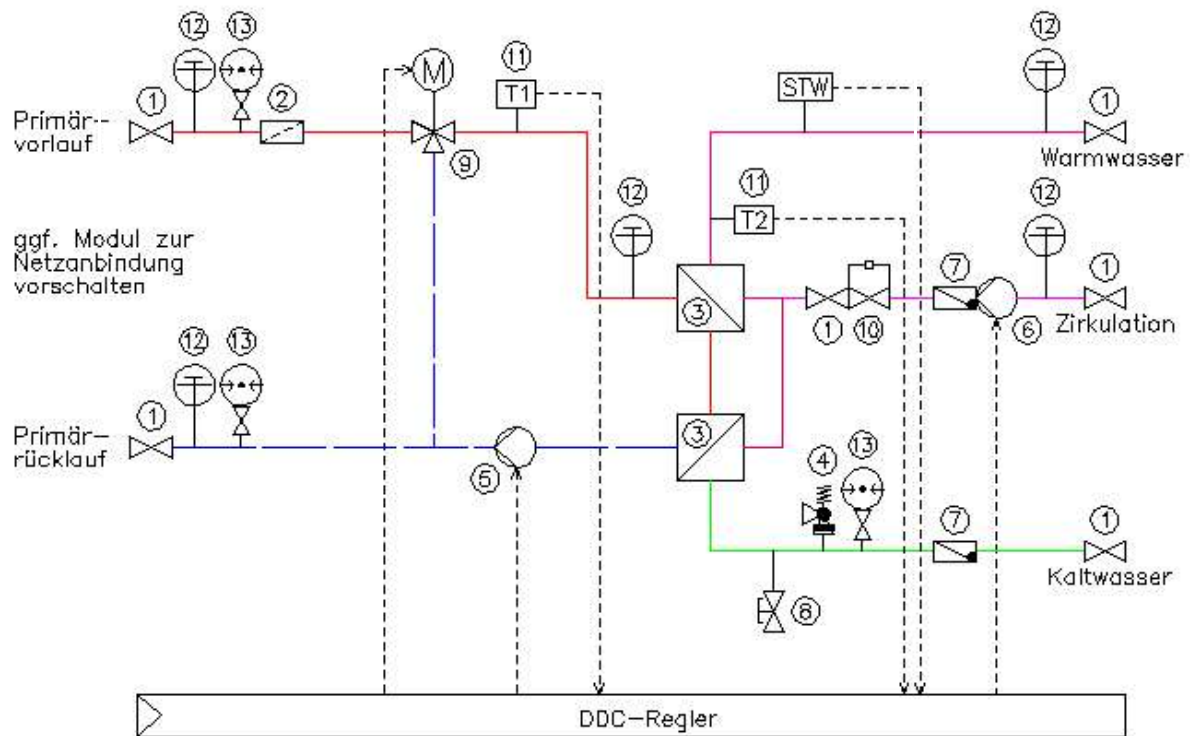 12
13
12
1
2
M
11
T1
STW
1
Primär-
vorlauf
9
Warmwasser
11
12
12
T2
ggf. Modul zur
Netzanbindung
vorschalten
7
1
3
1
10
6
Zirkulation
12
13
1
Primär-
rücklauf
5
3
4
13
7
1
Kaltwasser
8
DDC-Regler